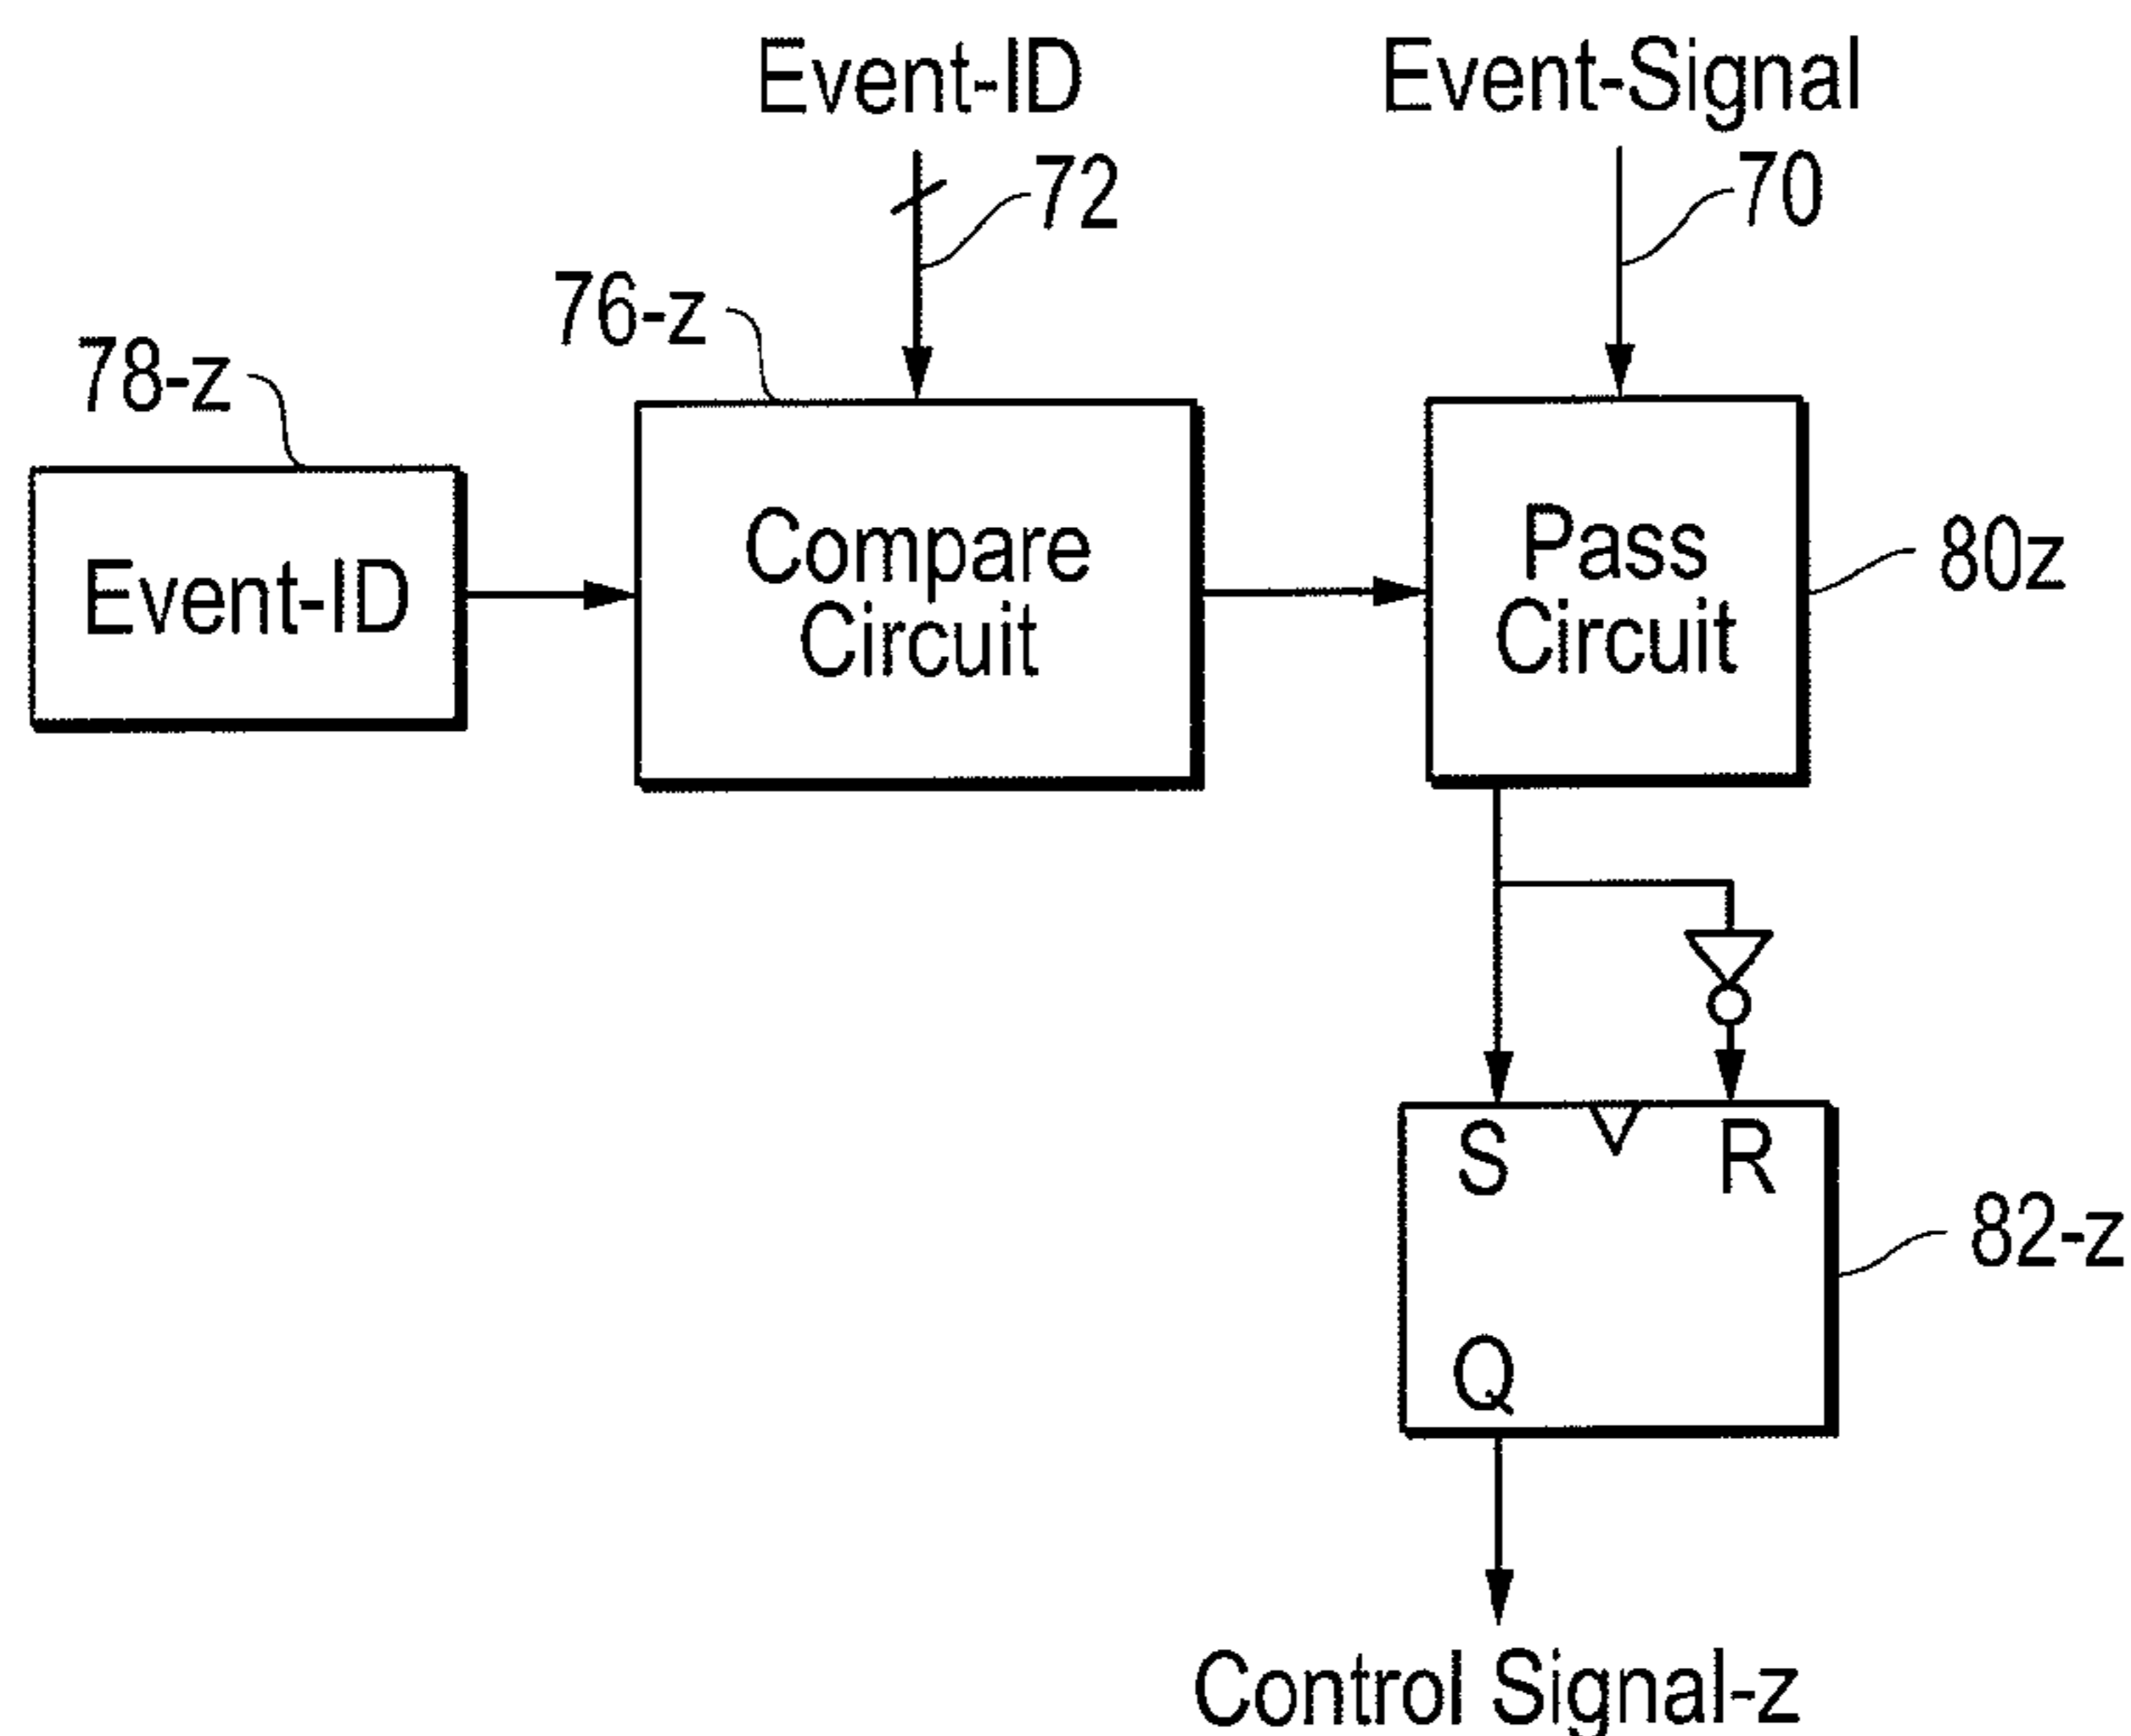 Event-ID
Event-Signal
72
70
76-z
78-z
Event-ID
Compare
Circuit
Pass
Circuit
80z
S
R
82-z
Q
Control Signal-z